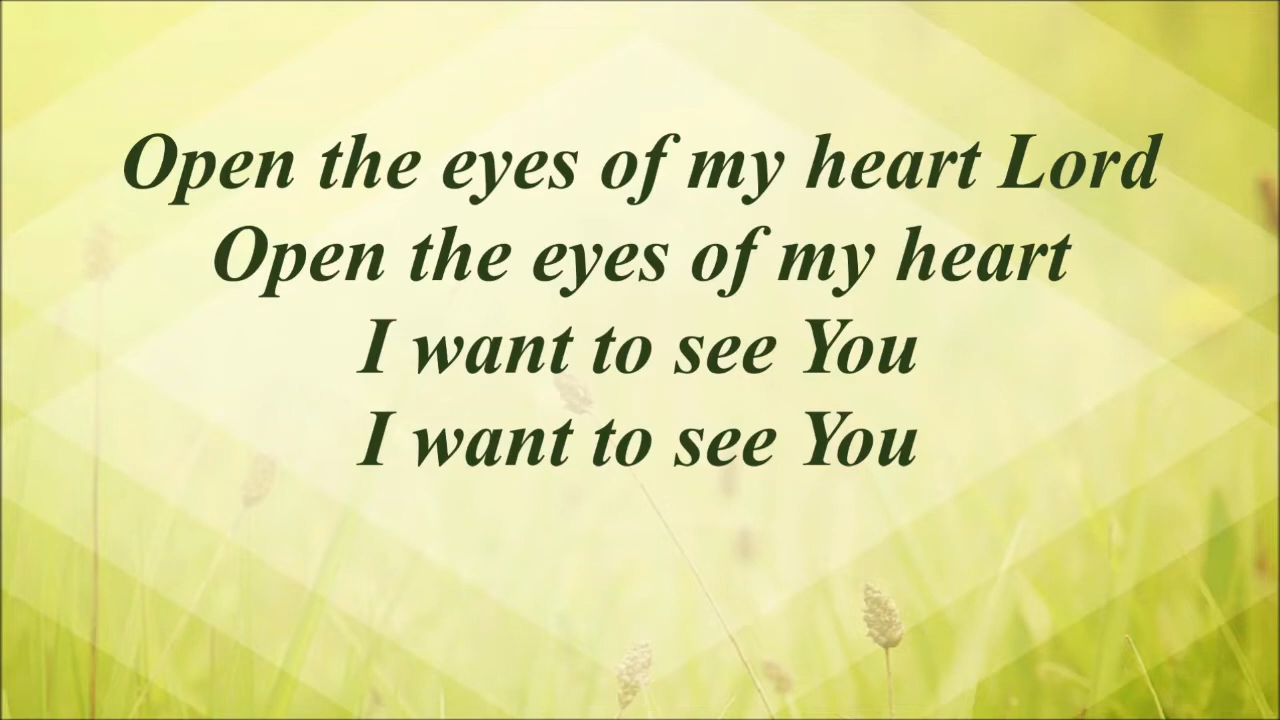 Open the eyes of my heart Lord
Open the eyes of my heart
I want to see You
I want to see You